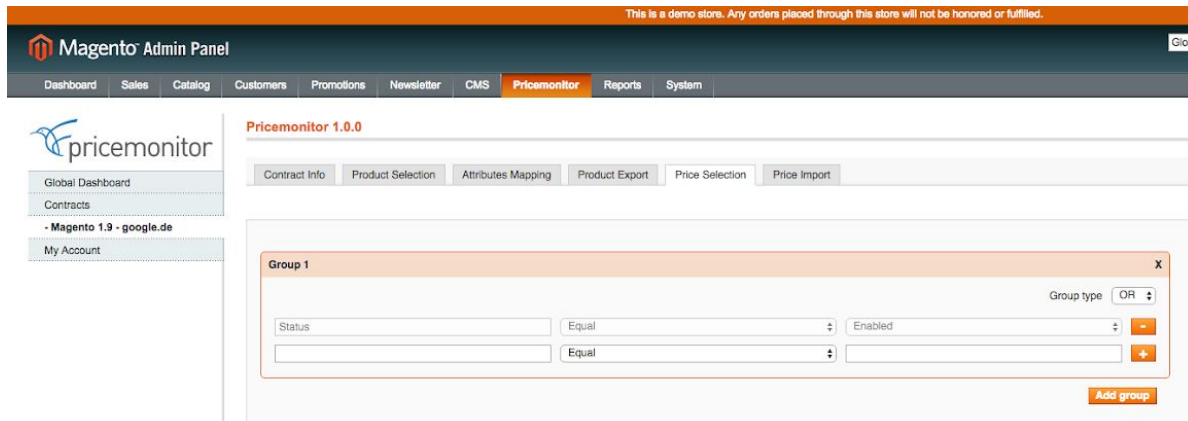 This is a demo store. Any orders placed through this store will not be honored or fulfilled.
Magento Admin Panel
Glo
Dashboard Sales Catalog Customers Promotions Newsletter CMS Pricemonitor Reports System
pricemonitor
Global Dashboard
Contracts
- Magento 1.9 - google.de
My Account
Pricemonitor 1.0.0
Contract Info Product Selection Attributes Mapping Product Export Price Selection Price Import
Group 1 X
Group type OR
Status Equal Enabled -
Equal +
Add group